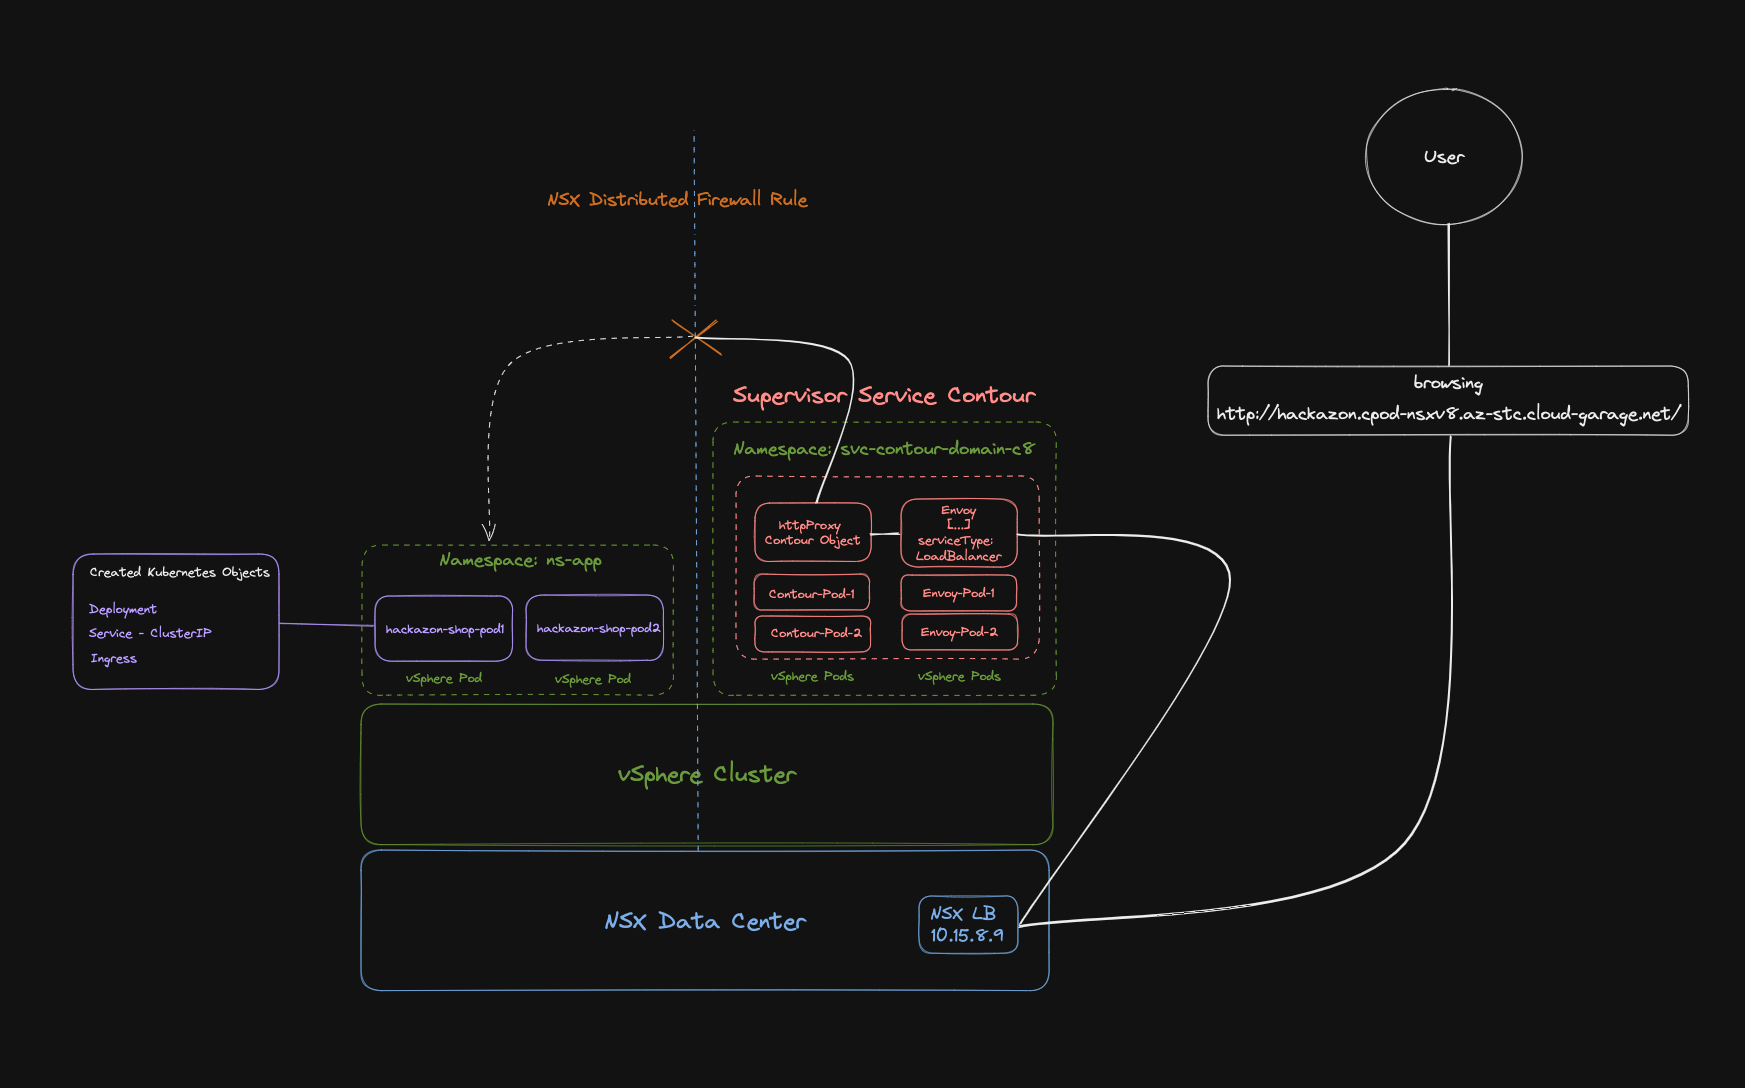 User
NSX Distributed Firewall Rule
browsing
http://hackazon.cpod-nsxv8.az-stc.cloud-garage.net/
Supervisor Service Contour
Namespace: svc-contour-domain-c8
httpProxy
Contour Object
Envoy
[...]
serviceType:
LoadBalancer
Contour-Pod-1
Envoy-Pod-1
Contour-Pod-2
Envoy-Pod-2
vSphere Pods
vSphere Pods
Namespace: ns-app
hackazon-shop-pod1
hackazon-shop-pod2
vSphere Pod
vSphere Pod
Created Kubernetes Objects
Deployment
Service - ClusterIP
Ingress
vSphere Cluster
NSX Data Center
NSX LB
10.15.8.9